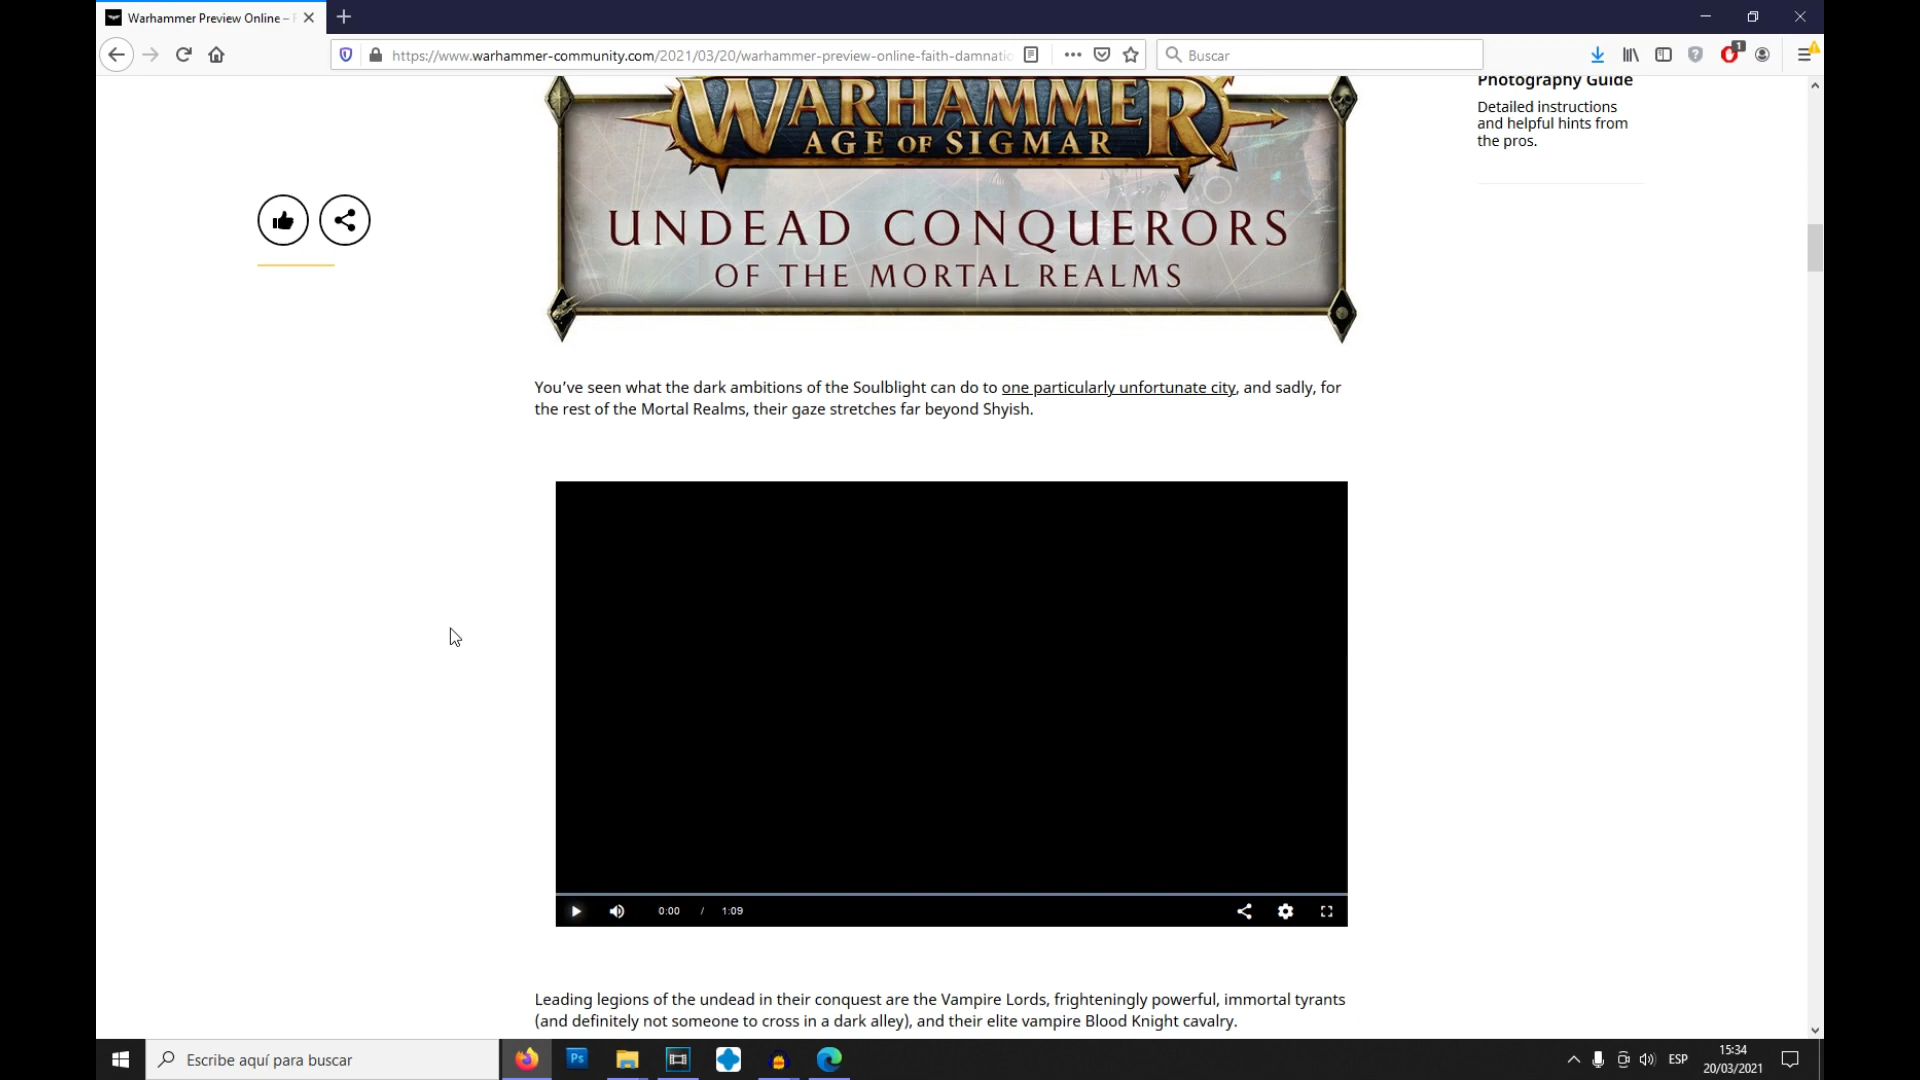 Warhammer Preview Online –
https://www.warhammer-community.com/2021/03/20/warhammer-preview-online-faith-damnatio
Buscar
1
WARHAMMER
AGE OF SIGMAR
UNDEAD CONQUERORS
OF THE MORTAL REALMS
Photography Guide
Detailed instructions
and helpful hints from
the pros.
You’ve seen what the dark ambitions of the Soulblight can do to one particularly unfortunate city, and sadly, for
the rest of the Mortal Realms, their gaze stretches far beyond Shyish.
0:00 / 1:09
Leading legions of the undead in their conquest are the Vampire Lords, frighteningly powerful, immortal tyrants
(and definitely not someone to cross in a dark alley), and their elite vampire Blood Knight cavalry.
Escribe aquí para buscar
Ps
ESP
15:34
20/03/2021